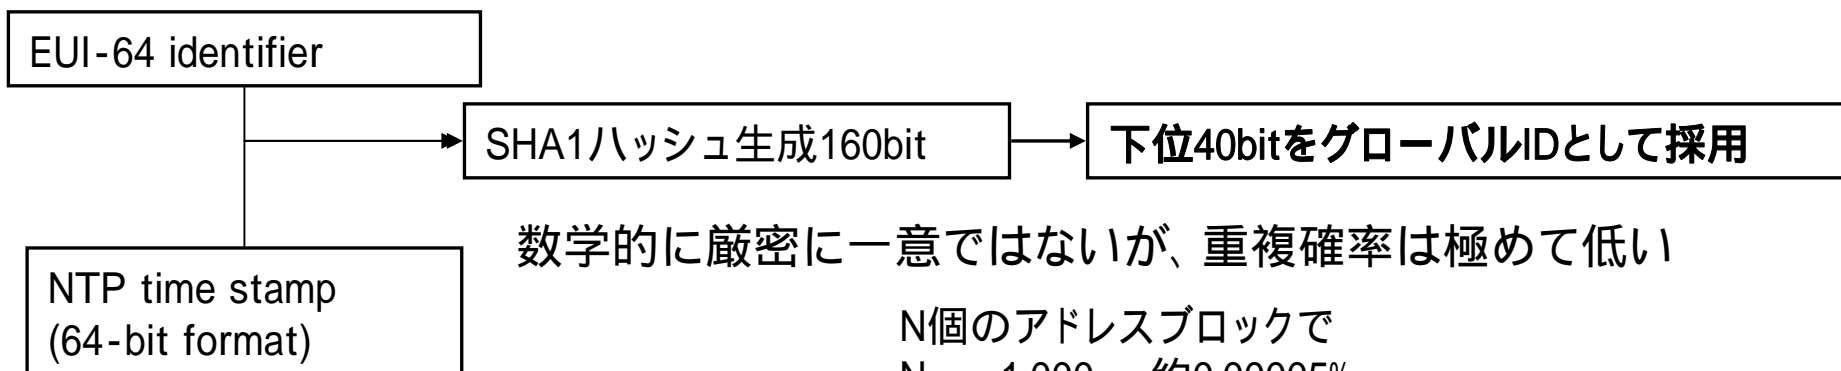 EUI-64 identifier
SHA1ハッシュ生成160bit
下位40bitをグローバルIDとして採用
数学的に厳密に一意ではないが、重複確率は極めて低い
NTP time stamp
(64-bit format)
N個のアドレスブロックで